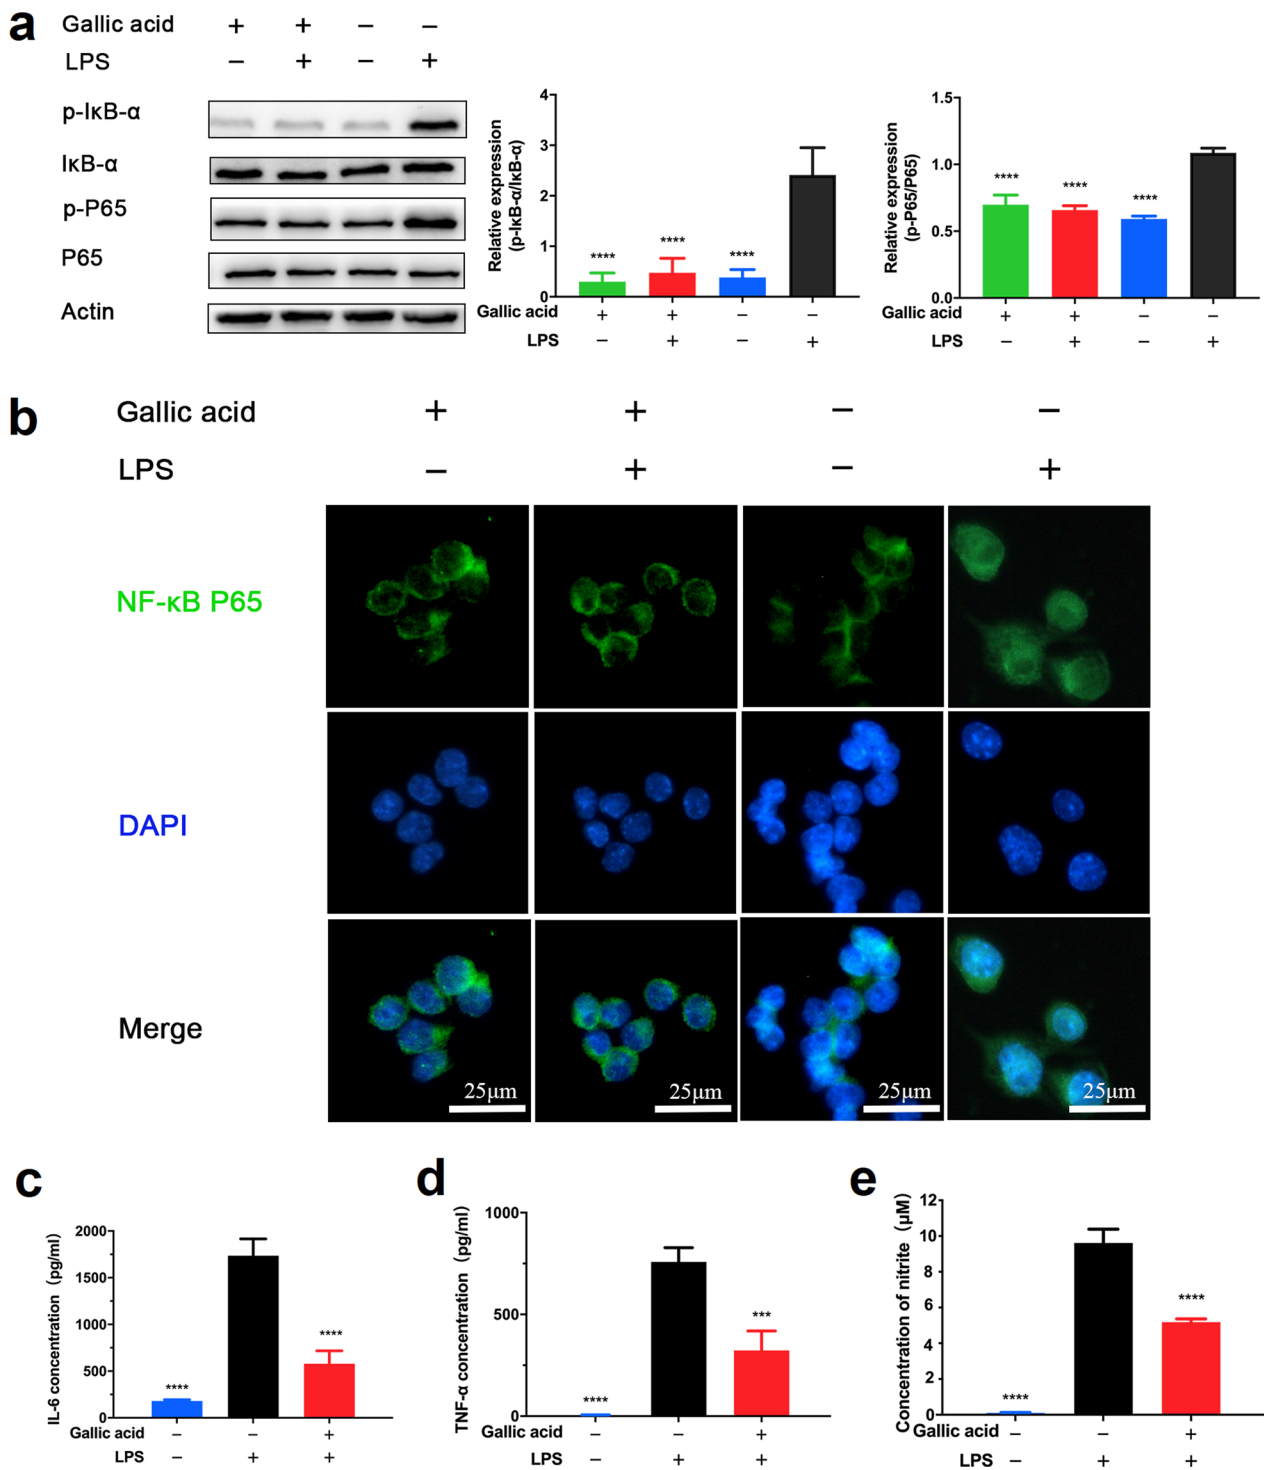 a
Gallic acid + + − −
LPS − + − +
p-IκB-α
IκB-α
p-P65
P65
Actin
Relative expression
(p-IκB-α/IκB-α)
4
3
2
1
0
**** **** ****
Gallic acid + + − −
LPS − + − +
Relative expression
(p-P65/P65)
1.5
1.0
0.5
0.0
**** **** ****
Gallic acid + + − −
LPS − + − +
b
Gallic acid + + − −
LPS − + − +
NF-κB P65
DAPI
Merge
25μm 25μm 25μm 25μm
c
IL-6 concentration (pg/ml)
2000
1500
1000
500
0
**** ****
Gallic acid − − +
LPS − + +
d
TNF-α concentration (pg/ml)
1000
500
0
**** ***
Gallic acid − − +
LPS − + +
e
Concentration of nitrite (μM)
12
10
8
6
4
2
0
**** ****
Gallic acid − − +
LPS − + +